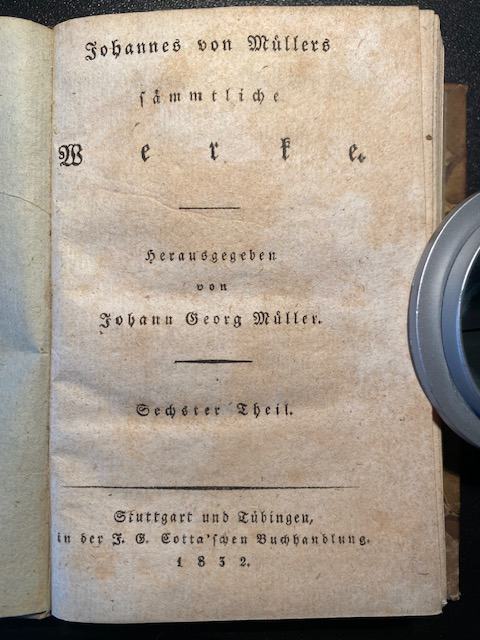 Johannes von Müllers
sämmtliche
Werke.
Herausgegeben
von
Johann Georg Müller.
Sechster Theil.
Stuttgart und Tübingen,
in der J. G. Cotta'schen Buchhandlung.
1832.